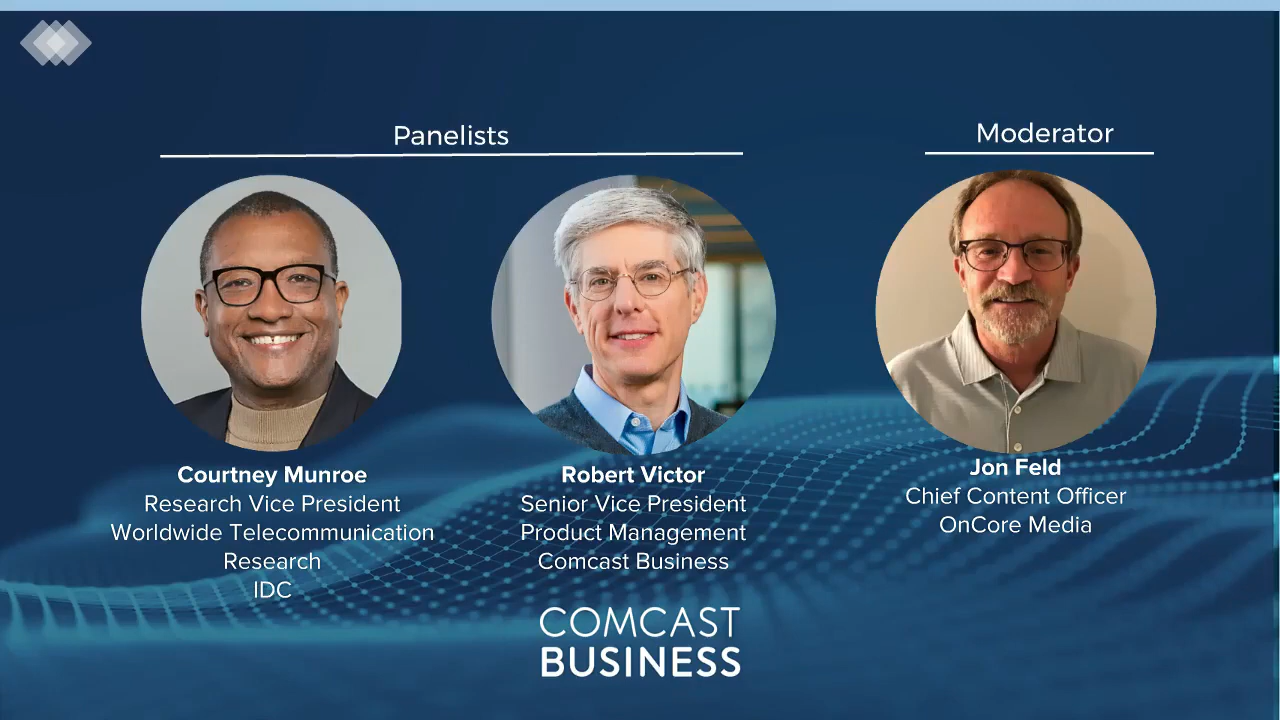 Panelists
Moderator
Courtney Munroe
Research Vice President
Worldwide Telecommunication
Research
IDC
Robert Victor
Senior Vice President
Product Management
Comcast Business
Jon Feld
Chief Content Officer
OnCore Media
COMCAST
BUSINESS